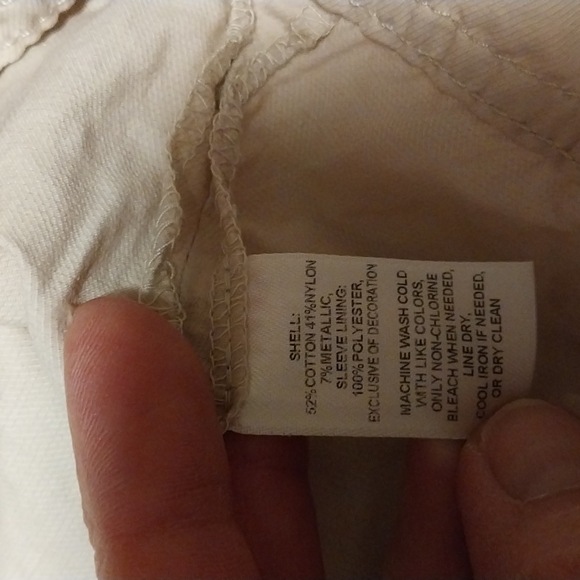 SHELL:
52% COTTON 41% NYLON
7% METALLIC,
SLEEVE LINING:
100% POLYESTER,
EXCLUSIVE OF DECORATION
MACHINE WASH COLD
WITH LIKE COLORS,
ONLY NON-CHLORINE
BLEACH WHEN NEEDED,
LINE DRY,
COOL IRON IF NEEDED,
OR DRY CLEAN